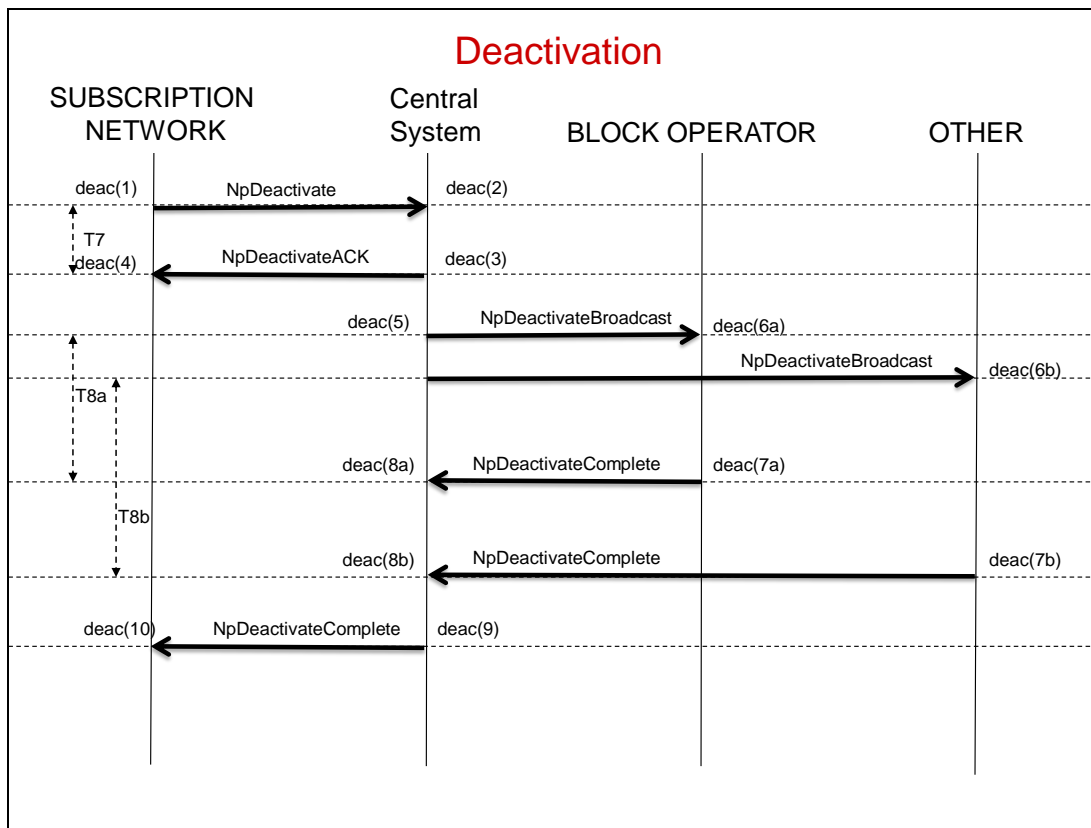 Deactivation
SUBSCRIPTION
NETWORK
Central
System
BLOCK OPERATOR
OTHER
deac(1)
NpDeactivate
deac(2)
T7
deac(4)
NpDeactivateACK
deac(3)
deac(5)
NpDeactivateBroadcast
deac(6a)
NpDeactivateBroadcast
deac(6b)
T8a
deac(8a)
NpDeactivateComplete
deac(7a)
T8b
deac(8b)
NpDeactivateComplete
deac(7b)
deac(10)
NpDeactivateComplete
deac(9)